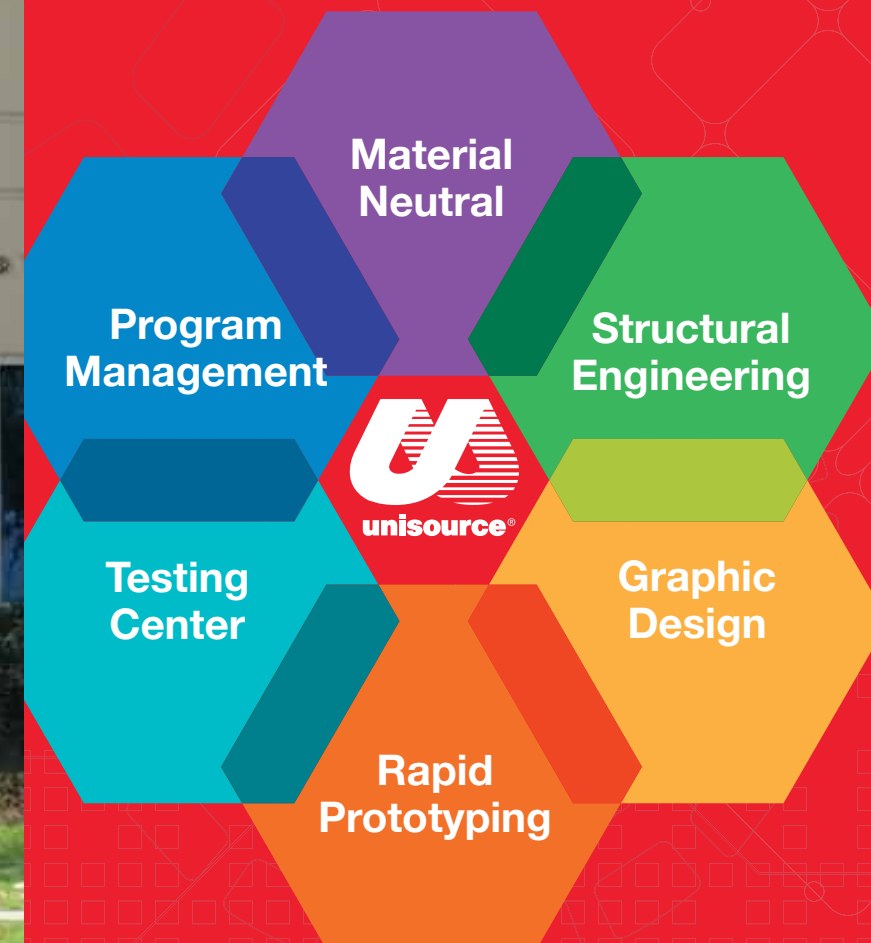 Material
Neutral
Program
Management
Structural
Engineering
unisource®
Testing
Center
Graphic
Design
Rapid
Prototyping